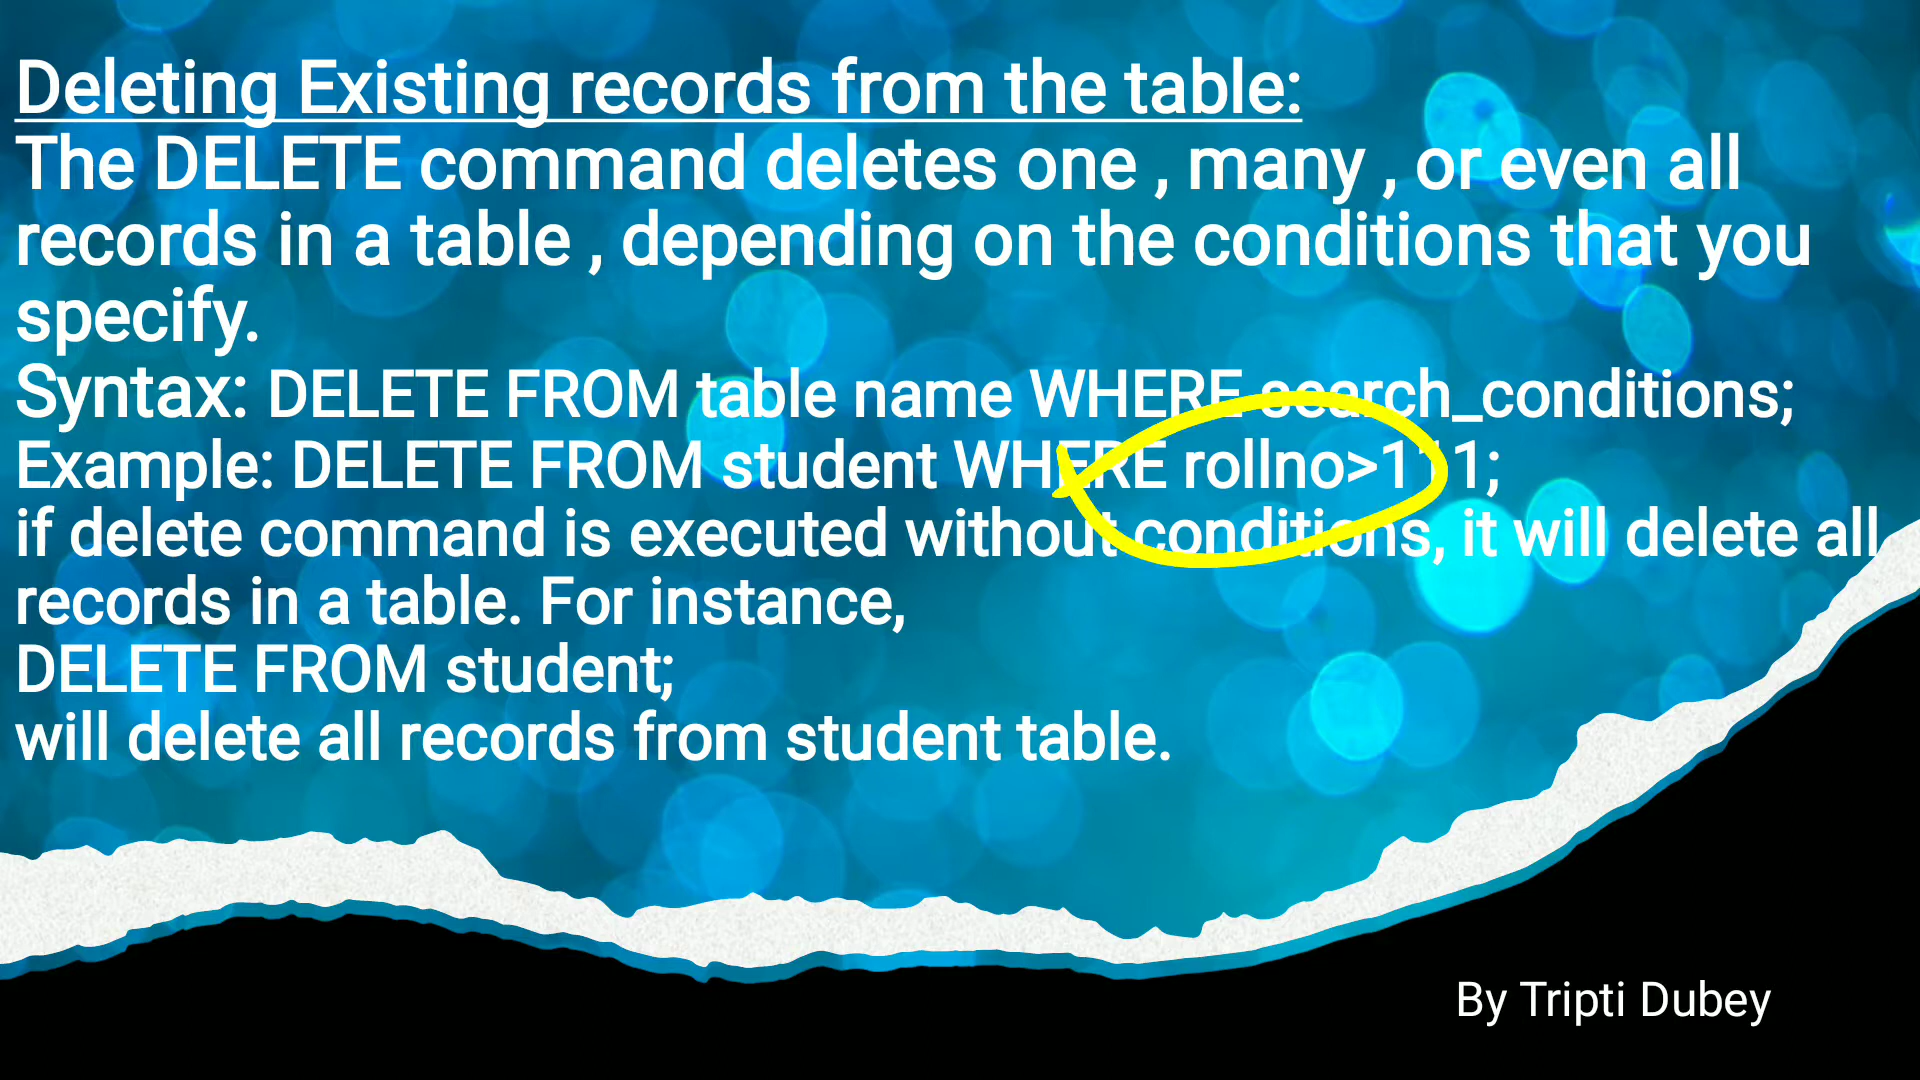 Deleting Existing records from the table:
The DELETE command deletes one , many , or even all
records in a table , depending on the conditions that you
specify.
Syntax: DELETE FROM table name WHERE search_conditions;
Example: DELETE FROM student WHERE rollno>111;
if delete command is executed without conditions, it will delete all
records in a table. For instance,
DELETE FROM student;
will delete all records from student table.
By Tripti Dubey